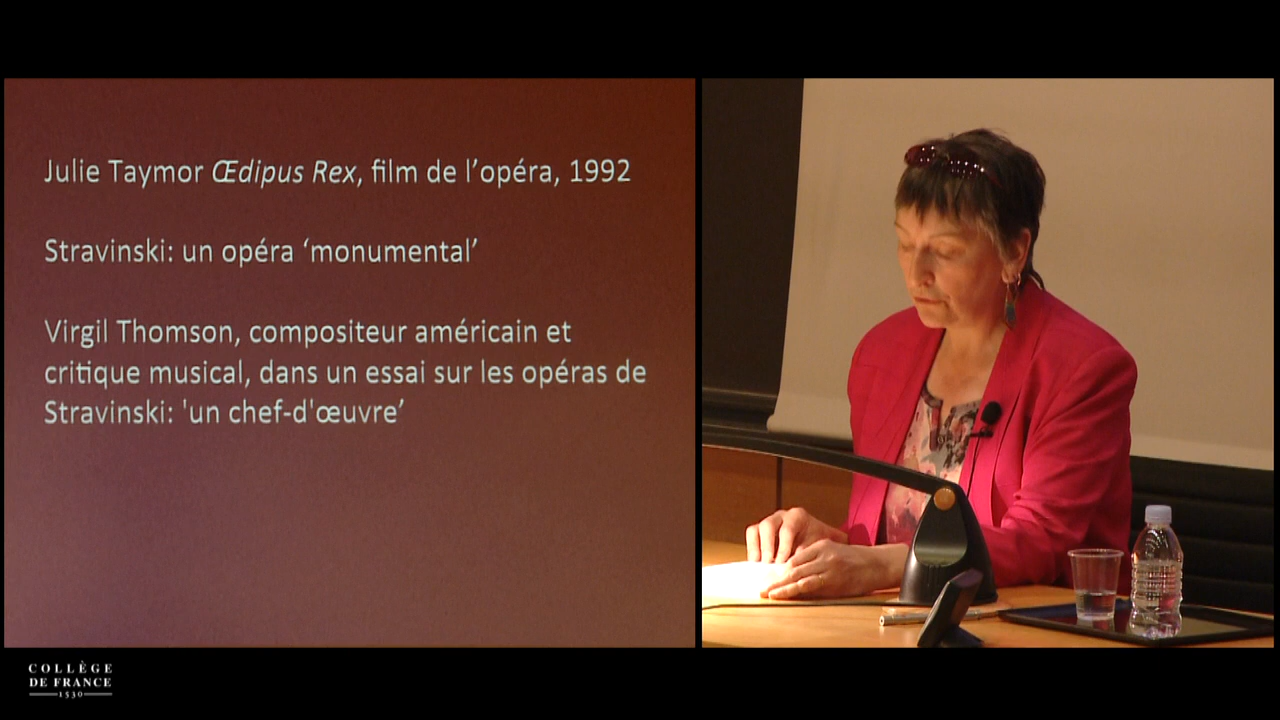 Julie Taymor Œdipus Rex, film de l’opéra, 1992
Stravinski: un opéra ‘monumental’
Virgil Thomson, compositeur américain et
critique musical, dans un essai sur les opéras de
Stravinski: 'un chef-d'œuvre’
COLLÈGE
DE FRANCE
1530